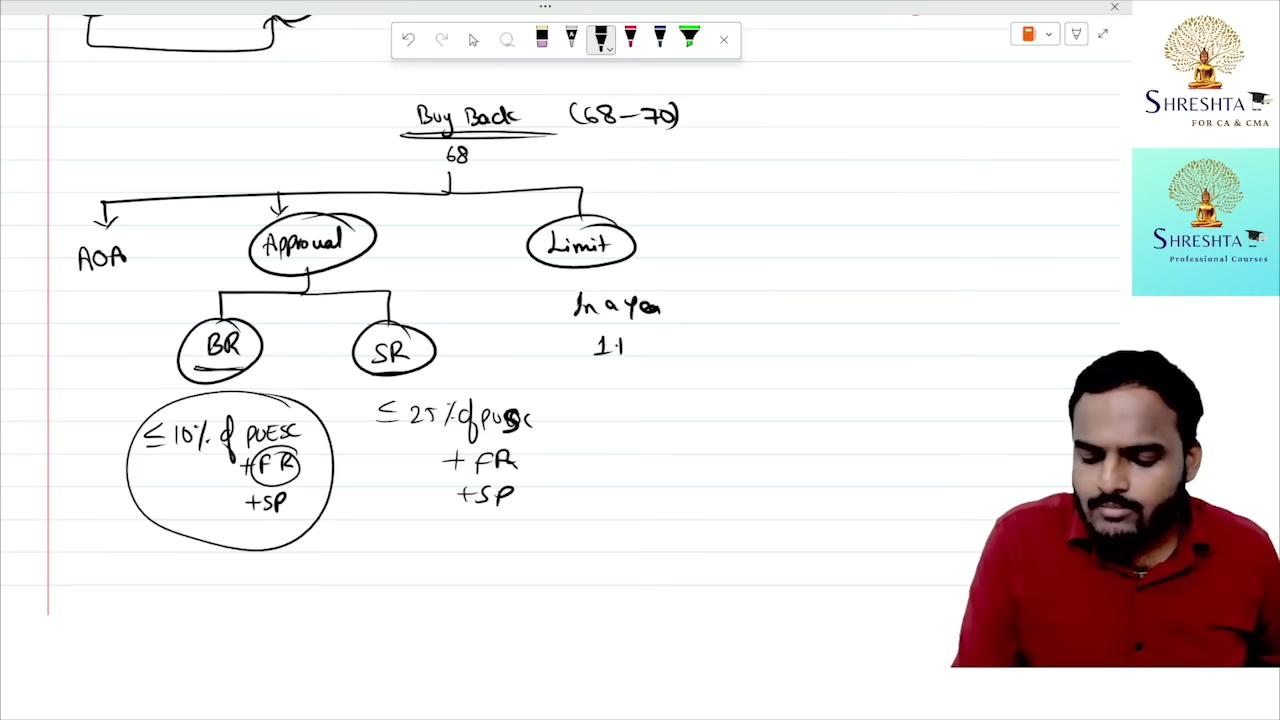 Buy Back (68-70)
68
AOA
Approval
Limit
BR
SR
In a year
≤ 10% of PUESC
+ FR
+ SP
≤ 25% of PUSC
+ FR
+ SP
SHRESHTA
FOR CA & CMA
SHRESHTA
Professional Courses